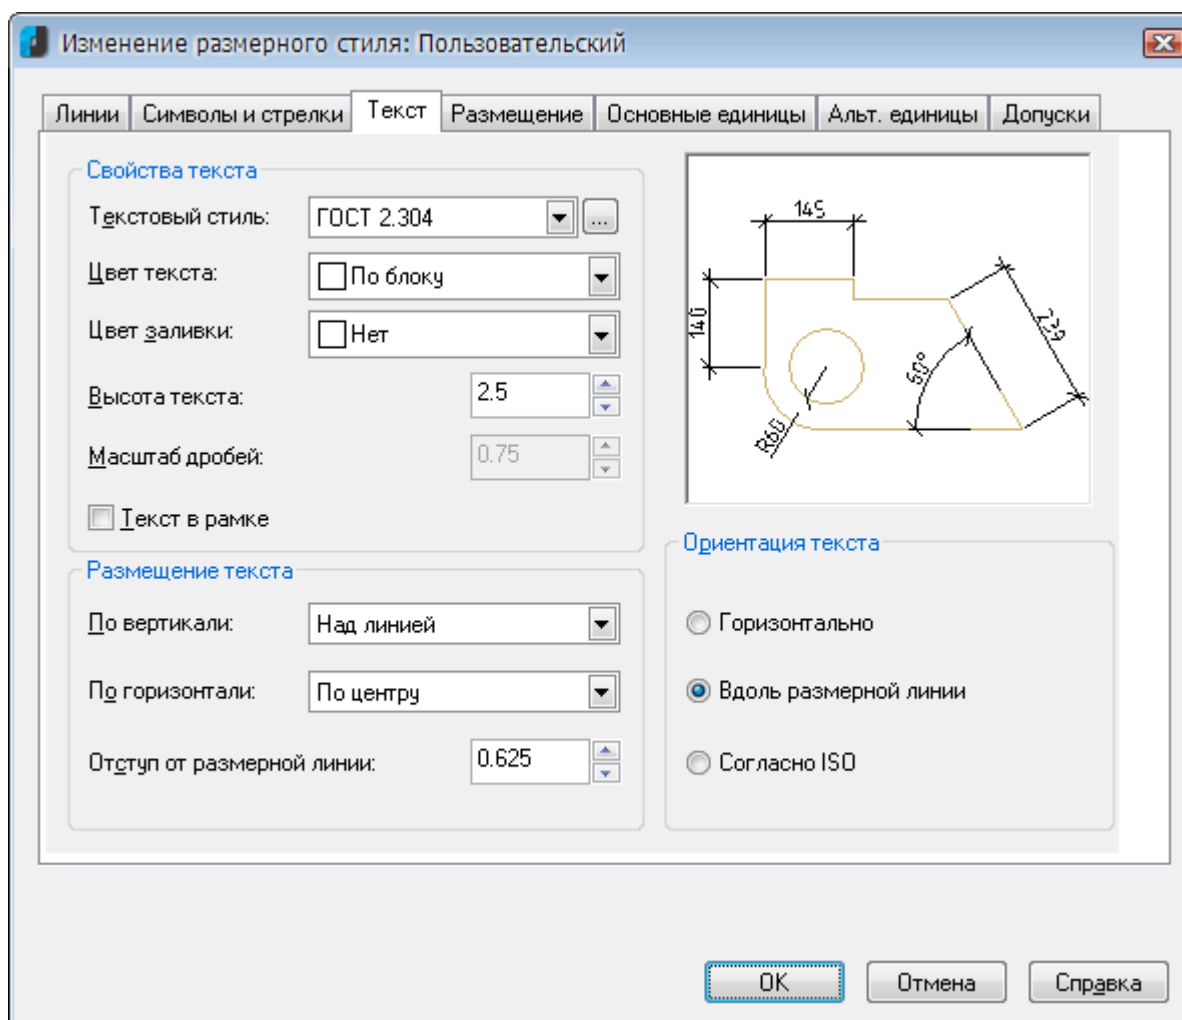 Изменение размерного стиля: Пользовательский
Линии Символы и стрелки Текст Размещение Основные единицы Альт. единицы Допуски
Свойства текста
Текстовый стиль: ГОСТ 2.304 ...
Цвет текста: По блоку
Цвет заливки: Нет
Высота текста: 2.5
Масштаб дробей: 0.75
Текст в рамке
145
140
239
60°
R60
Размещение текста
По вертикали: Над линией
По горизонтали: По центру
Отступ от размерной линии: 0.625
Ориентация текста
Горизонтально
Вдоль размерной линии
Согласно ISO
OK Отмена Справка